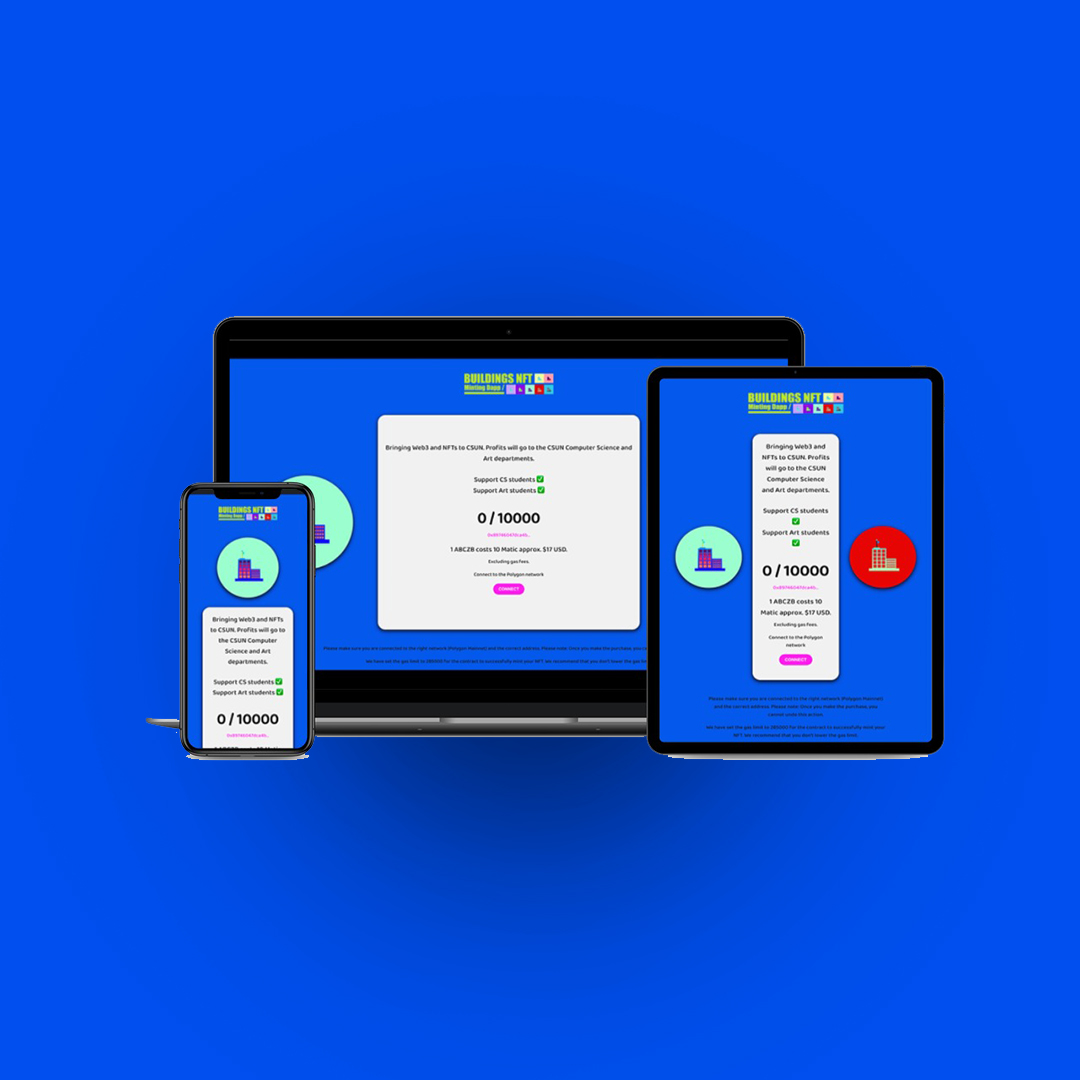 BUILDINGS NFT
Minting Dapp /
Bringing Web3 and NFTs to CSUN. Profits will go to the CSUN Computer Science and
Art departments.
Support CS students ✅
Support Art students ✅
0 / 10000
1 ABCZB costs 10 Matic approx. $17 USD.
Excluding gas fees.
Connect to the Polygon network
CONNECT
Please make sure you are connected to the right network (Polygon Mainnet) and the correct address. Please note: Once you make the purchase, you
We have set the gas limit to 285000 for the contract to successfully mint your NFT. We recommend that you don't lower the gas
BUILDINGS NFT
Minting Dapp /
Bringing Web3 and NFTs
to CSUN. Profits will go to
the CSUN Computer
Science and Art
departments.
Support CS students ✅
Support Art students ✅
0 / 10000
BUILDINGS NFT
Minting Dapp /
Bringing Web3 and
NFTs to CSUN. Profits
will go to the CSUN
Computer Science
and Art departments.
Support CS students
✅
Support Art students
✅
0 / 10000
1 ABCZB costs 10
Matic approx. $17 USD.
Excluding gas fees.
Connect to the Polygon
network
CONNECT
Please make sure you are connected to the right network (Polygon Mainnet)
and the correct address. Please note: Once you make the purchase, you
cannot undo this action.
We have set the gas limit to 285000 for the contract to successfully mint your
NFT. We recommend that you don't lower the gas limit.